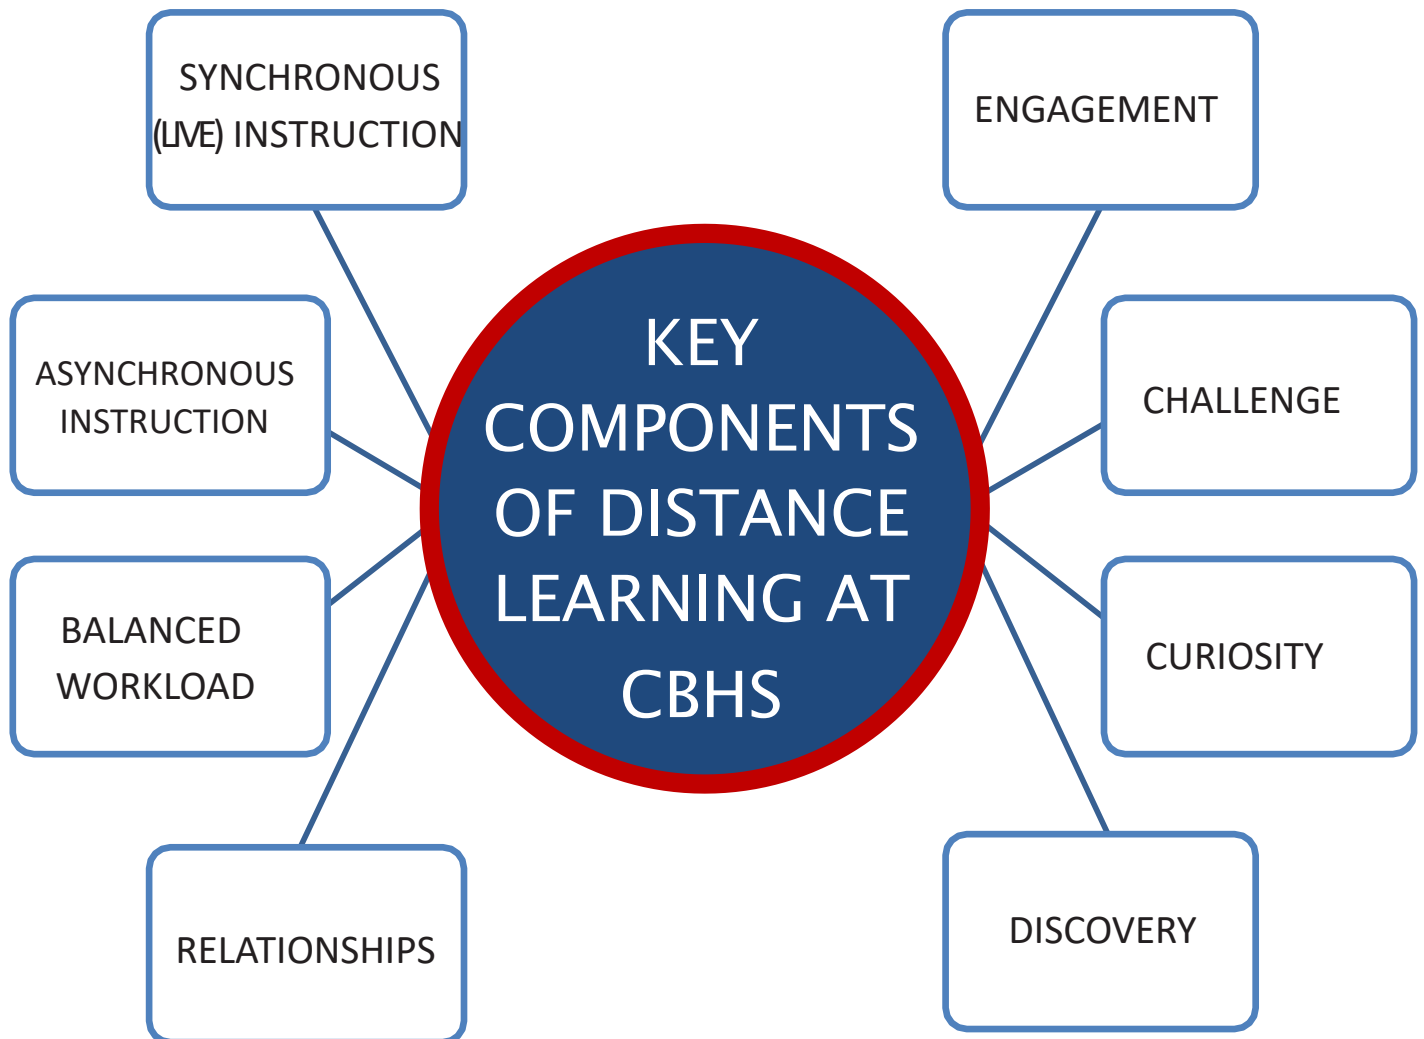 SYNCHRONOUS
(LIVE) INSTRUCTION
ASYNCHRONOUS
INSTRUCTION
BALANCED
WORKLOAD
RELATIONSHIPS
KEY
COMPONENTS
OF DISTANCE
LEARNING AT
CBHS
ENGAGEMENT
CHALLENGE
CURIOSITY
DISCOVERY